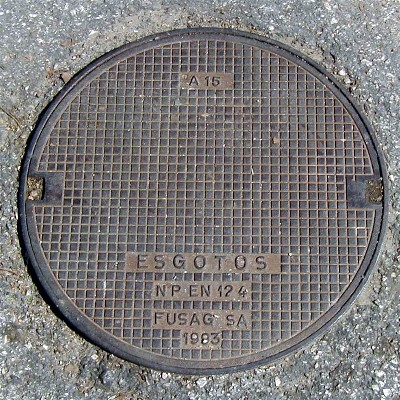 A 15
ESGOTOS
NP EN 124
FUSAG SA
1983